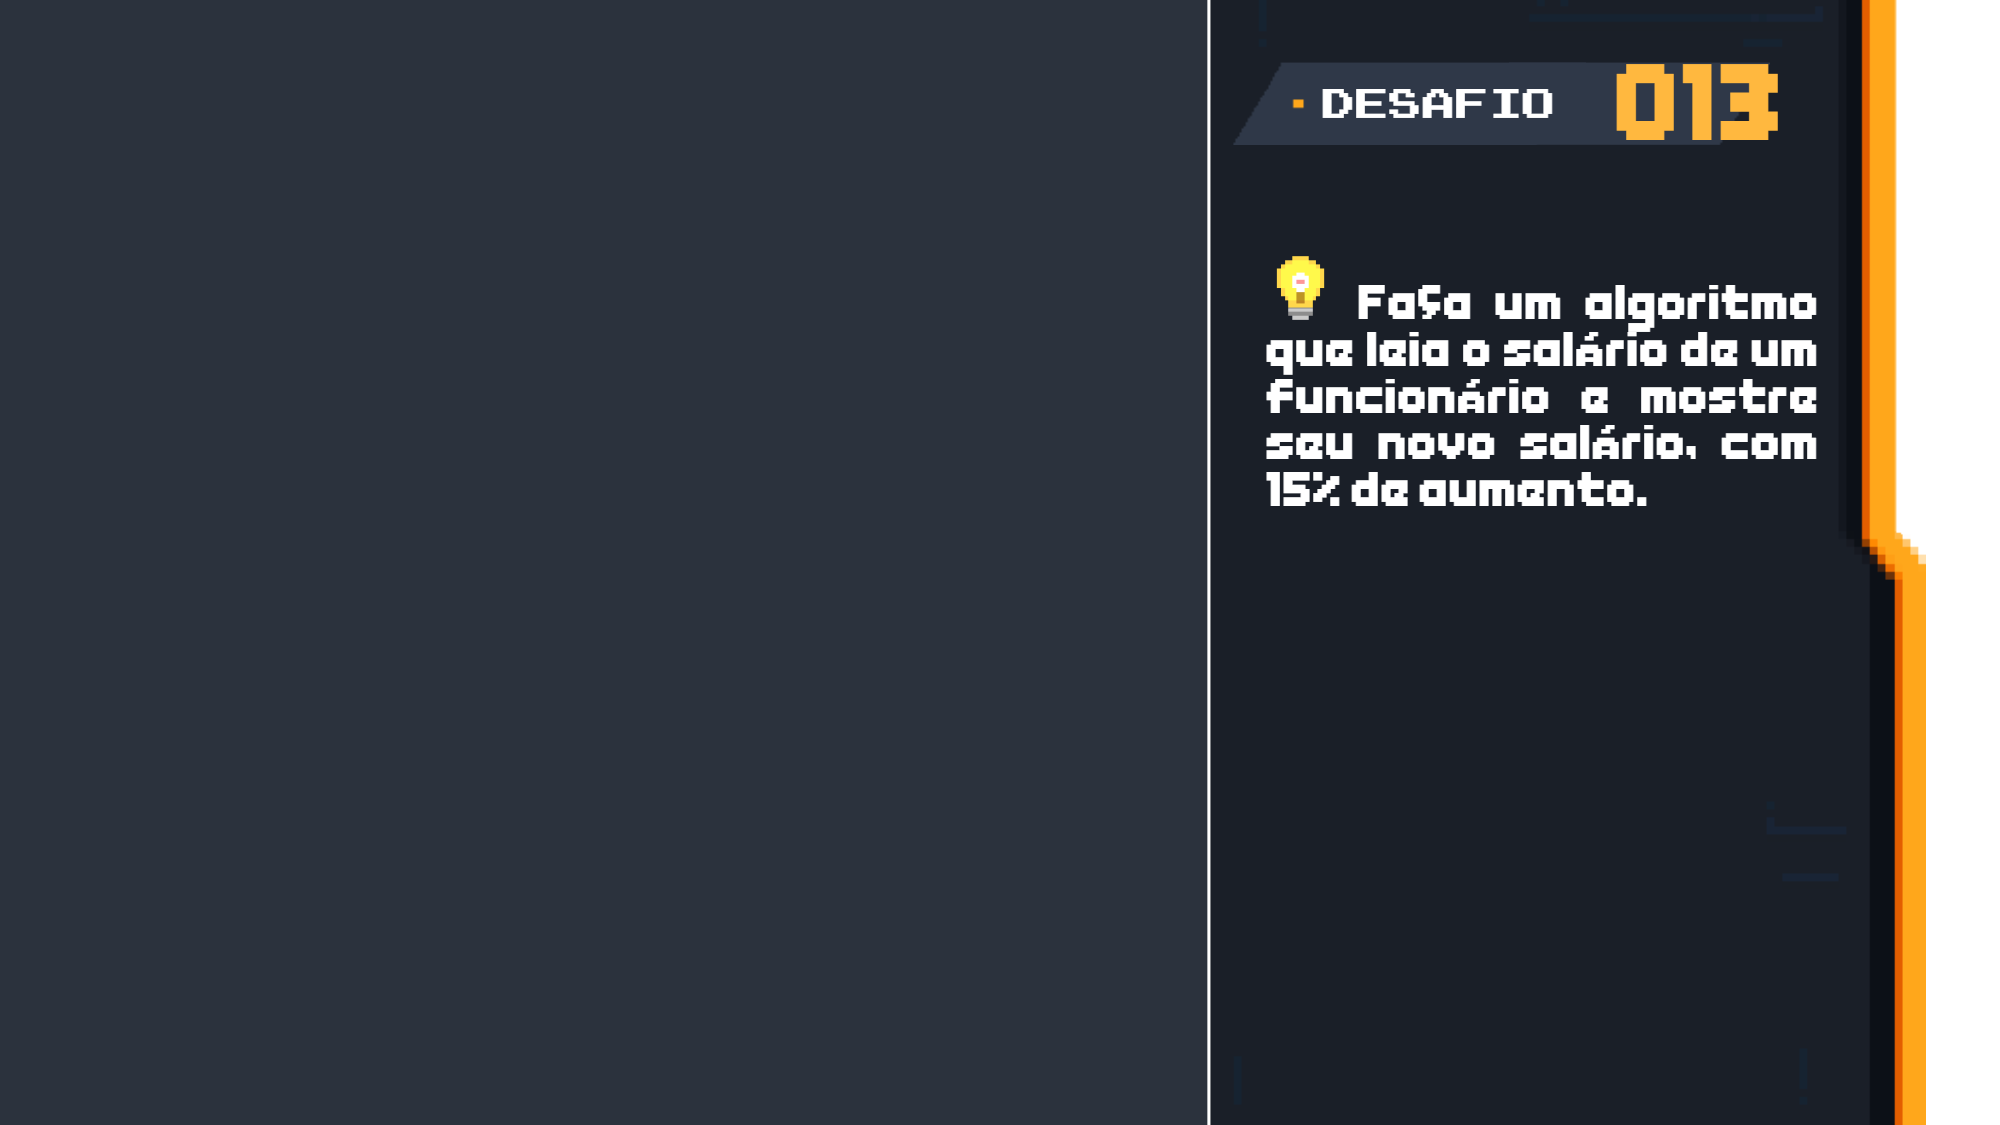 DESAFIO 013
Faça um algoritmo
que leia o salário de um
funcionário e mostre
seu novo salário, com
15% de aumento.